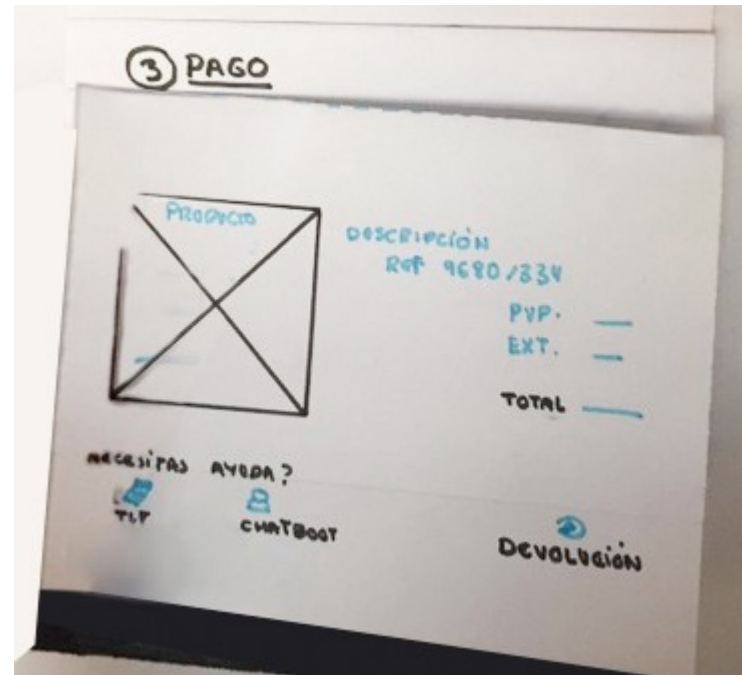 3 PAGO
PRODUCTO
DESCRIPCIÓN
Ref 9680/334
PVP.
EXT.
TOTAL
NECESITAS AYUDA?
TLF
CHATBOOT
DEVOLUCIÓN